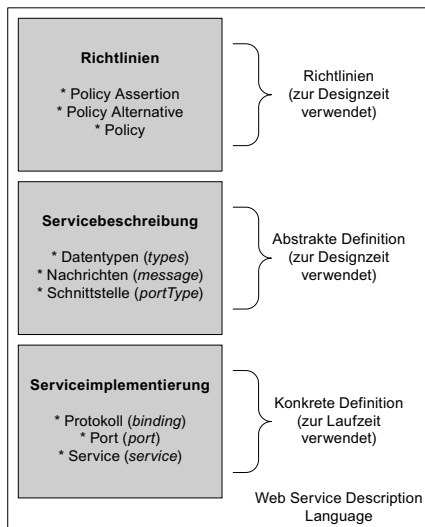 Richtlinien
* Policy Assertion
* Policy Alternative
* Policy
Richtlinien
(zur Designzeit
verwendet)
Servicebeschreibung
* Datentypen (types)
* Nachrichten (message)
* Schnittstelle (portType)
Abstrakte Definition
(zur Designzeit
verwendet)
Serviceimplementierung
* Protokoll (binding)
* Port (port)
* Service (service)
Konkrete Definition
(zur Laufzeit
verwendet)
Web Service Description
Language